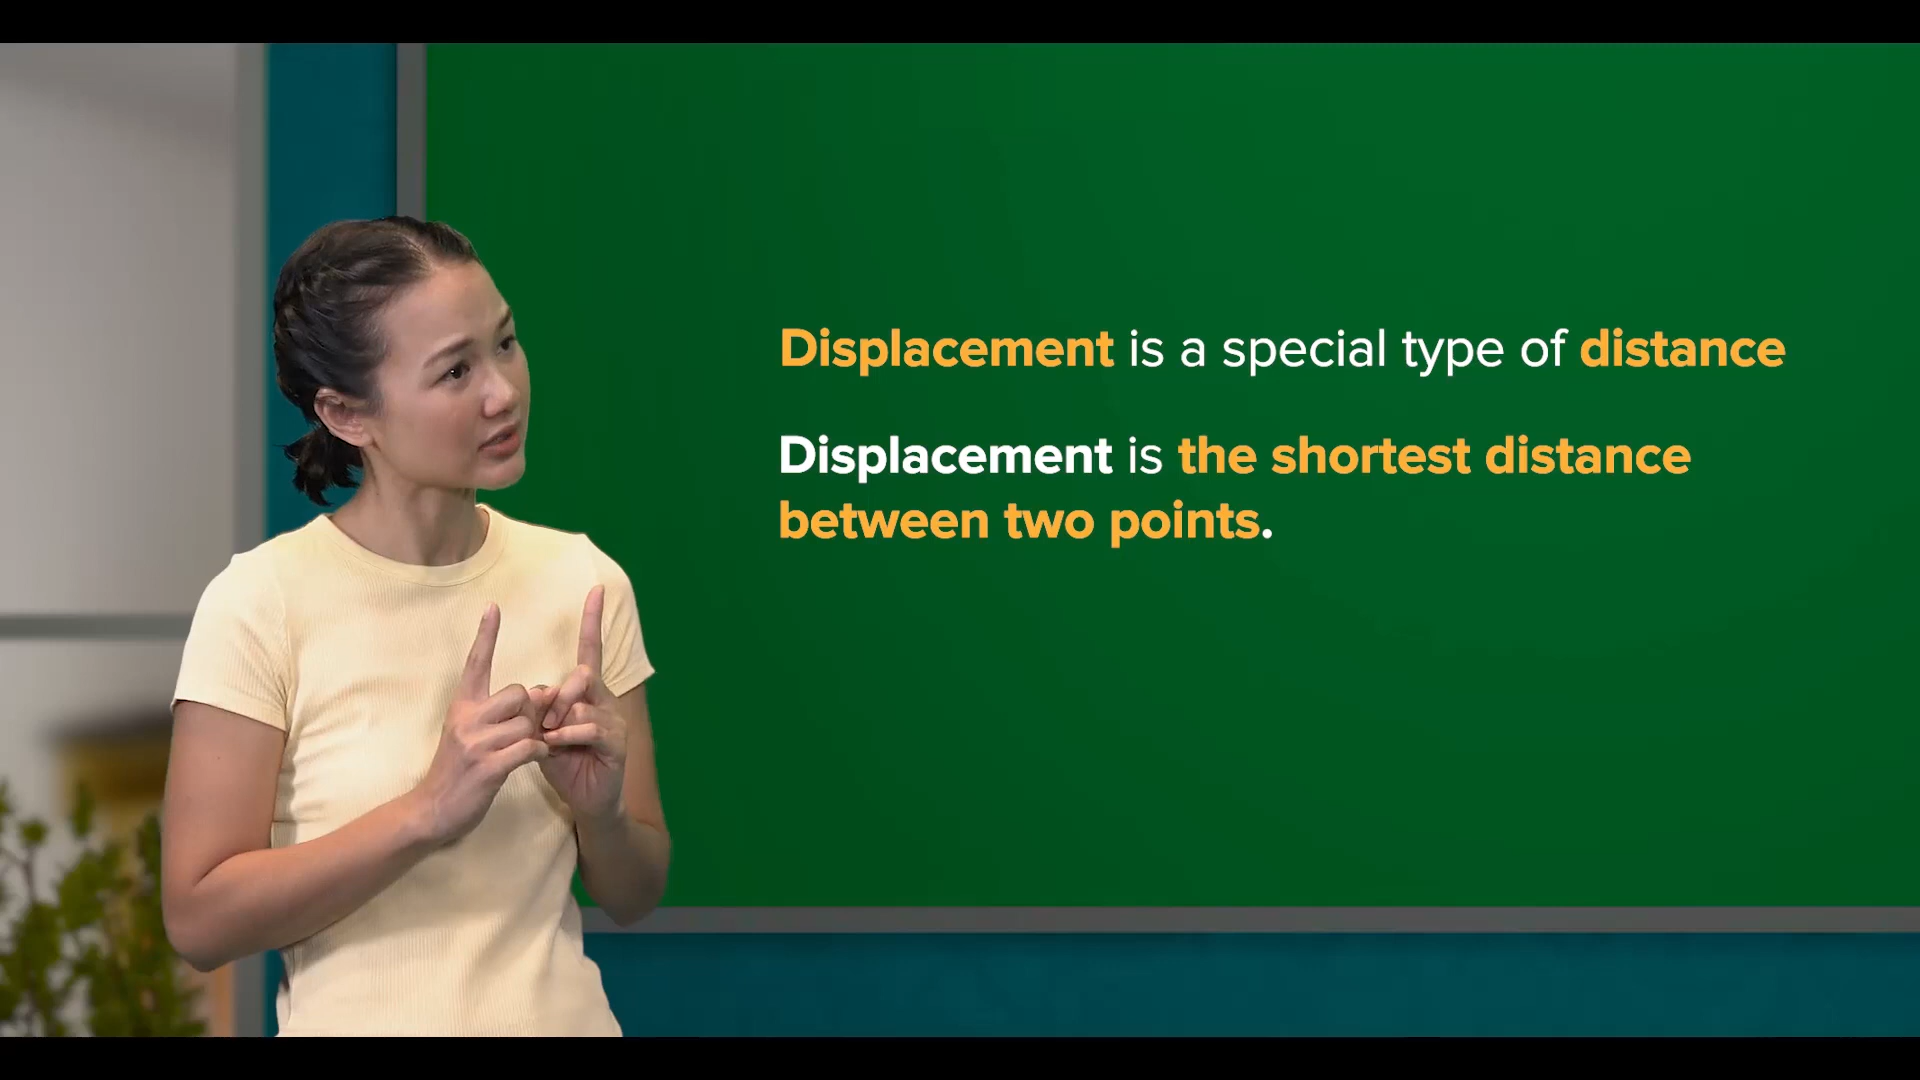 Displacement is a special type of distance
Displacement is the shortest distance
between two points.